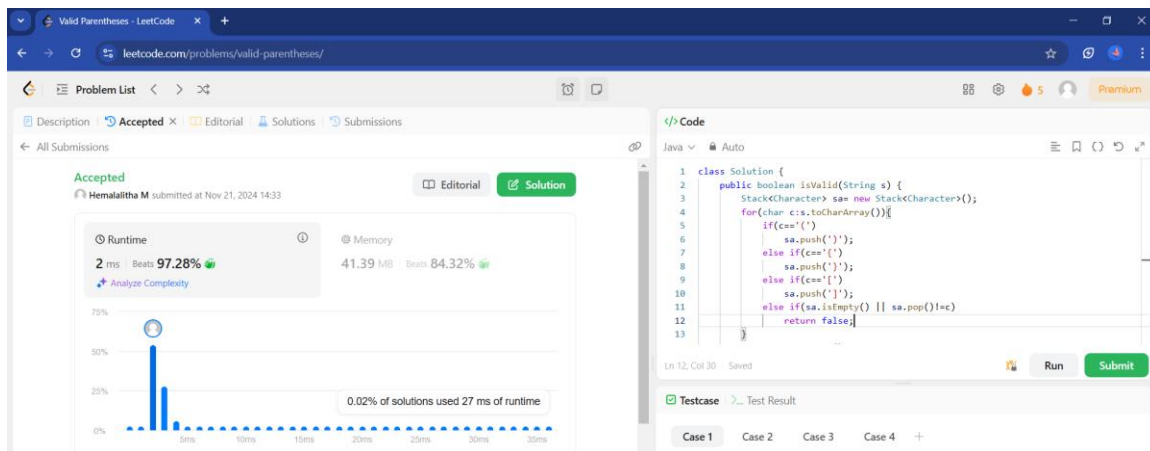 Valid Parentheses - LeetCode
leetcode.com/problems/valid-parentheses/
Problem List
5
Premium
Description
Accepted
Editorial
Solutions
Submissions
All Submissions
Accepted
Hemalalitha M submitted at Nov 21, 2024 14:33
Editorial
Solution
Runtime
2 ms Beats 97.28%
Analyze Complexity
Memory
41.39 MB Beats 84.32%
75%
50%
25%
0%
0.02% of solutions used 27 ms of runtime
5ms 10ms 15ms 20ms 25ms 30ms 35ms
</> Code
Java Auto
1 class Solution {
2 public boolean isValid(String s) {
3 Stack<Character> sa= new Stack<Character>();
4 for(char c:s.toCharArray()){
5 if(c=='(')
6 sa.push(')');
7 else if(c=='{')
8 sa.push('}');
9 else if(c=='[')
10 sa.push(']');
11 else if(sa.isEmpty() || sa.pop()!=c)
12 return false;
13 }
Ln 12, Col 30 Saved
Run
Submit
Testcase
Test Result
Case 1 Case 2 Case 3 Case 4 +